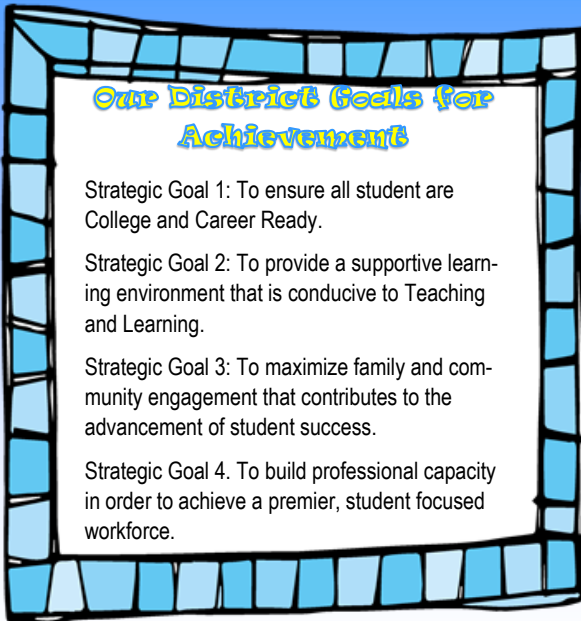 Our District Goals for
Achievement
Strategic Goal 1: To ensure all student are
College and Career Ready.
Strategic Goal 2: To provide a supportive learn-
ing environment that is conducive to Teaching
and Learning.
Strategic Goal 3: To maximize family and com-
munity engagement that contributes to the
advancement of student success.
Strategic Goal 4. To build professional capacity
in order to achieve a premier, student focused
workforce.